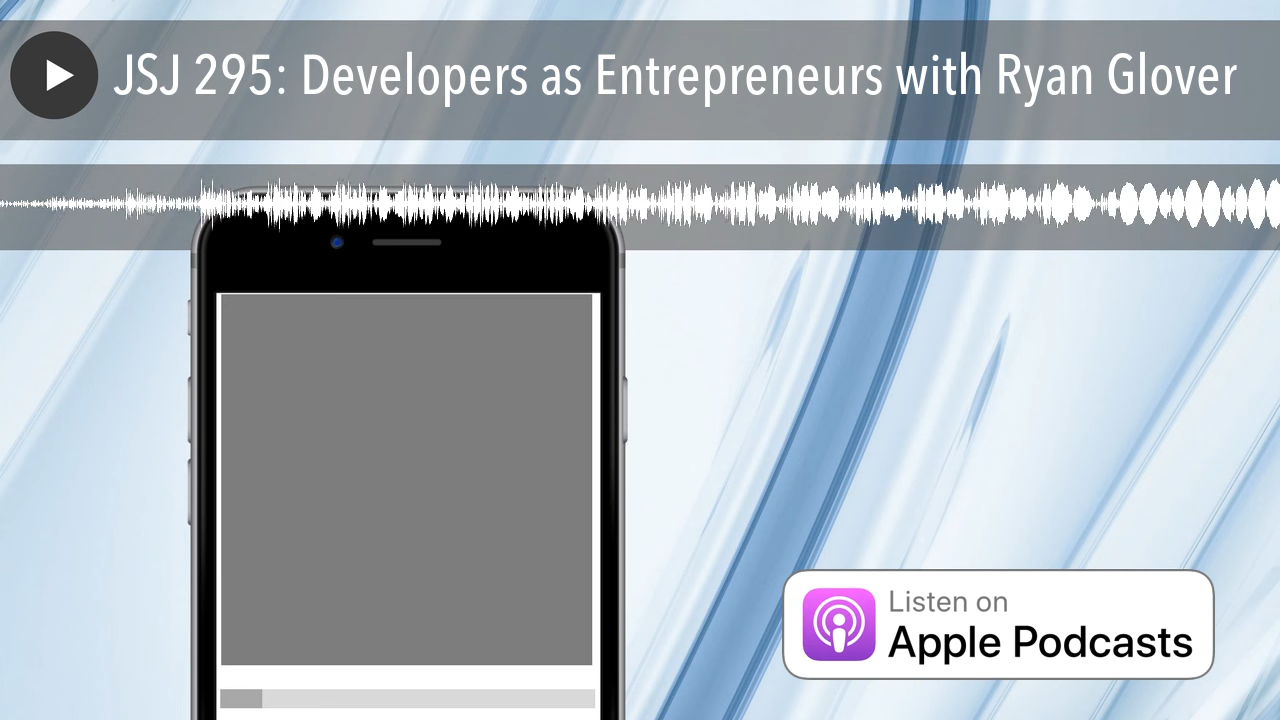 JSJ 295: Developers as Entrepreneurs with Ryan Glover
Listen on
Apple Podcasts